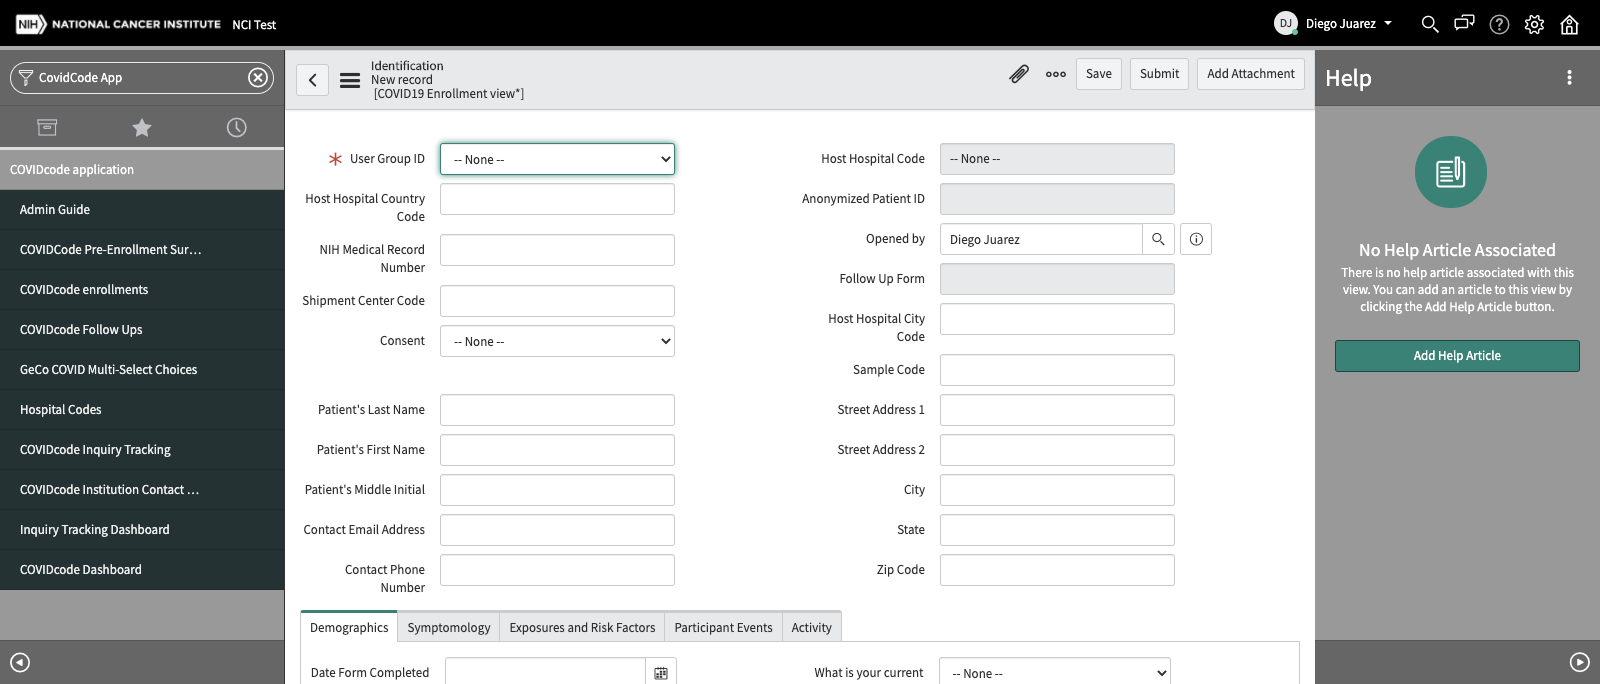 NIH NATIONAL CANCER INSTITUTE NCI Test
DJ Diego Juarez
CovidCode App
COVIDcode application
Admin Guide
COVIDCode Pre-Enrollment Sur...
COVIDcode enrollments
COVIDcode Follow Ups
GeCo COVID Multi-Select Choices
Hospital Codes
COVIDcode Inquiry Tracking
COVIDcode Institution Contact ...
Inquiry Tracking Dashboard
COVIDcode Dashboard
Identification
New record
[COVID19 Enrollment view*]
Save Submit Add Attachment
User Group ID -- None --
Host Hospital Country
Code
NIH Medical Record
Number
Shipment Center Code
Consent -- None --
Patient's Last Name
Patient's First Name
Patient's Middle Initial
Contact Email Address
Contact Phone
Number
Host Hospital Code -- None --
Anonymized Patient ID
Opened by Diego Juarez
Follow Up Form
Host Hospital City
Code
Sample Code
Street Address 1
Street Address 2
City
State
Zip Code
Demographics Symptomology Exposures and Risk Factors Participant Events Activity
Date Form Completed
What is your current -- None --
Help
No Help Article Associated
There is no help article associated with this
view. You can add an article to this view by
clicking the Add Help Article button.
Add Help Article